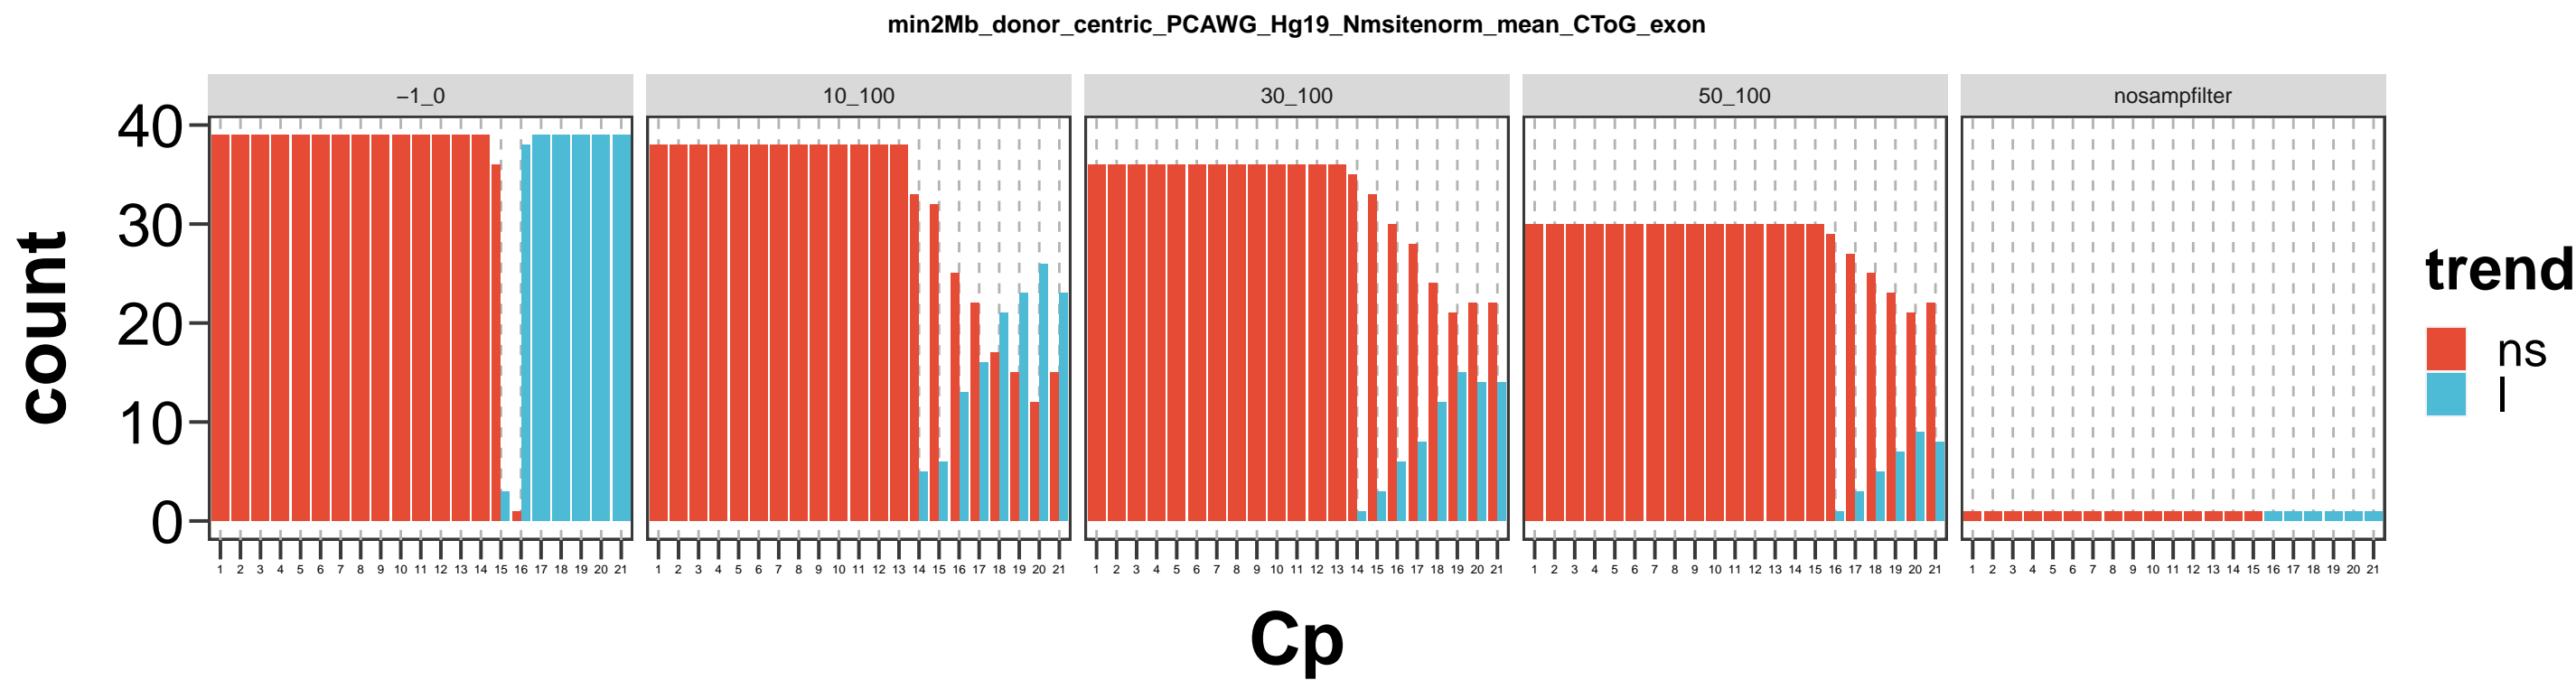 min2Mb_donor_centric_PCAWG_Hg19_Nmsitenorm_mean_CToG_exon
−1_0 10_100 30_100 50_100 nosampfilter
40
30
20
10
0
count
1 2 3 4 5 6 7 8 9 10 11 12 13 14 15 16 17 18 19 20 21 1 2 3 4 5 6 7 8 9 10 11 12 13 14 15 16 17 18 19 20 21 1 2 3 4 5 6 7 8 9 10 11 12 13 14 15 16 17 18 19 20 21 1 2 3 4 5 6 7 8 9 10 11 12 13 14 15 16 17 18 19 20 21 1 2 3 4 5 6 7 8 9 10 11 12 13 14 15 16 17 18 19 20 21
Cp
trend
ns
l